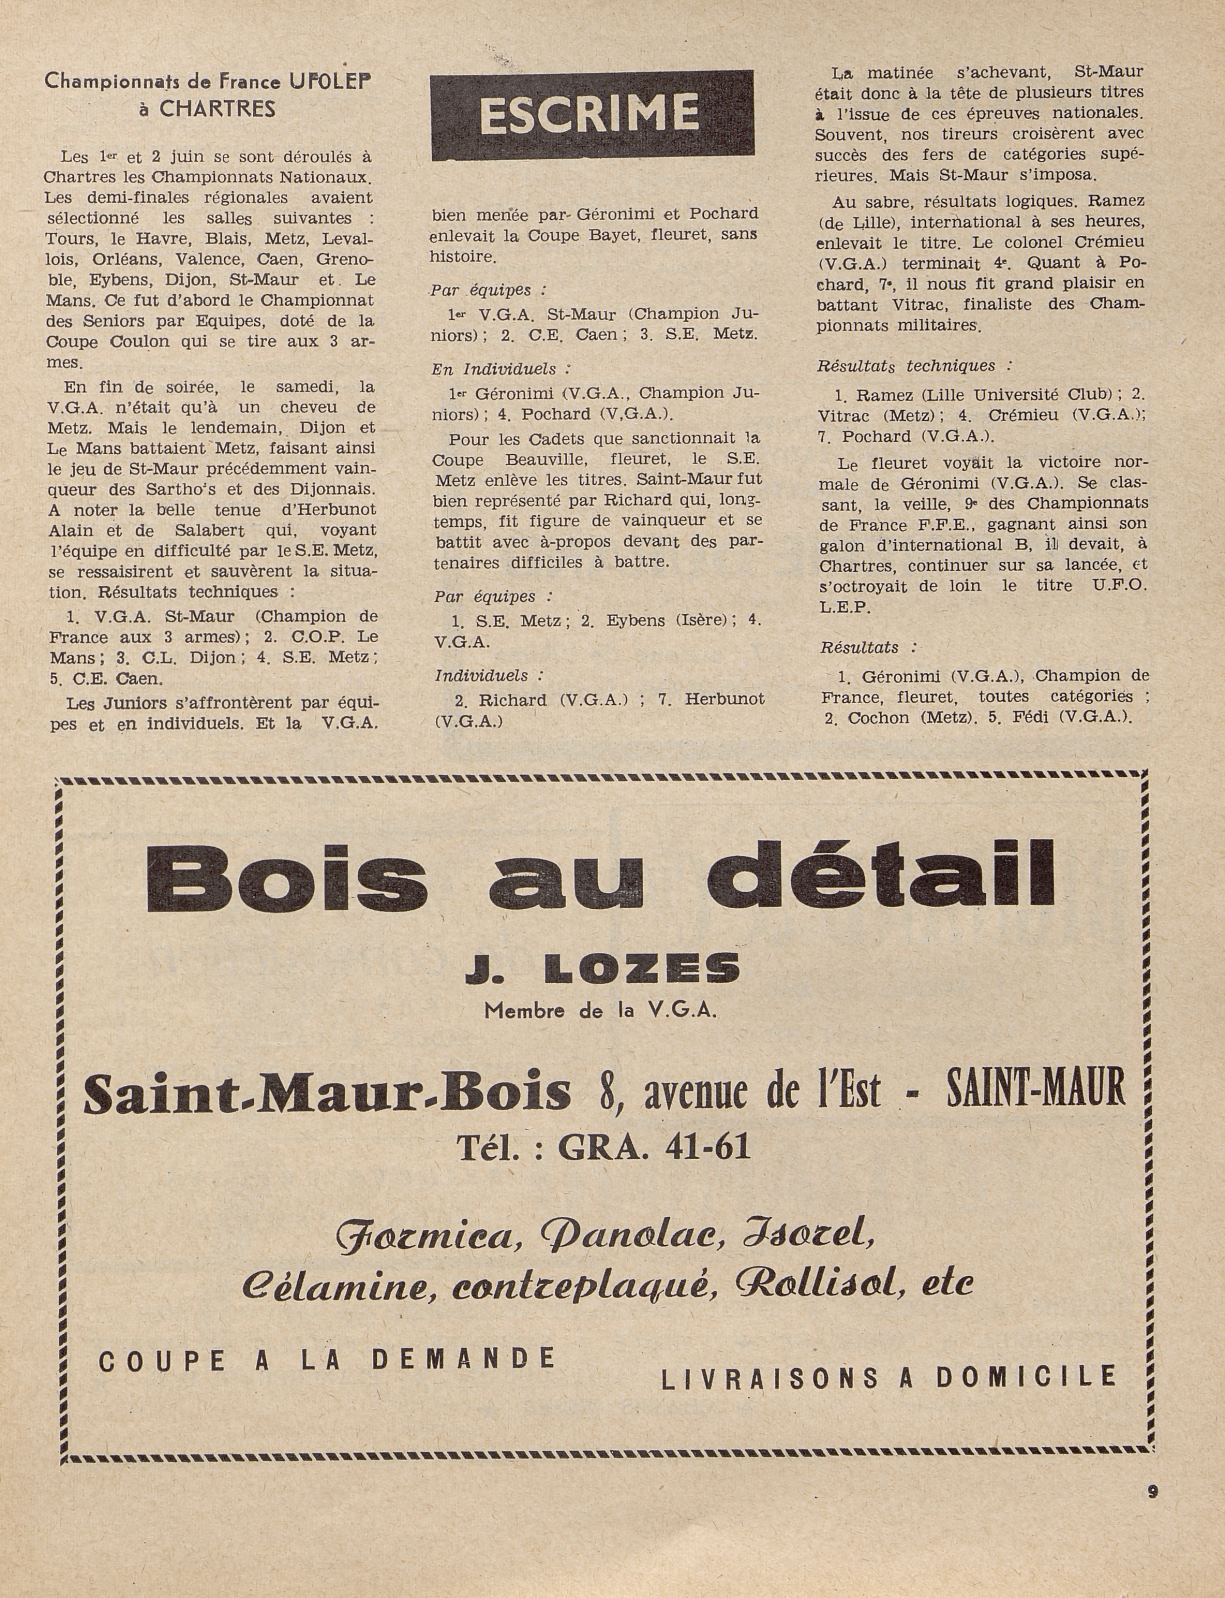 Championnats de France UFOLEP
à CHARTRES
Les 1er et 2 juin se sont déroulés à
Chartres les Championnats Nationaux.
Les demi-finales régionales avaient
sélectionné les salles suivantes :
Tours, le Havre, Blais, Metz, Leval-
lois, Orléans, Valence, Caen, Greno-
ble, Eybens, Dijon, St-Maur et Le
Mans. Ce fut d'abord le Championnat
des Seniors par Equipes, doté de la
Coupe Coulon qui se tire aux 3 ar-
mes.
En fin de soirée, le samedi, la
V.G.A. n'était qu'à un cheveu de
Metz. Mais le lendemain, Dijon et
Le Mans battaient Metz, faisant ainsi
le jeu de St-Maur précédemment vain-
queur des Sartho's et des Dijonnais.
A noter la belle tenue d'Herbunot
Alain et de Salabert qui, voyant
l'équipe en difficulté par le S.E. Metz,
se ressaisirent et sauvèrent la situa-
tion. Résultats techniques :
1. V.G.A. St-Maur (Champion de
France aux 3 armes) ; 2. C.O.P. Le
Mans ; 3. C.L. Dijon ; 4. S.E. Metz ;
5. C.E. Caen.
Les Juniors s'affrontèrent par équi-
pes et en individuels. Et la V.G.A.
ESCRIME
bien menée par Géronimi et Pochard
enlevait la Coupe Bayet, fleuret, sans
histoire.
Par équipes :
1er V.G.A. St-Maur (Champion Ju-
niors) ; 2. C.E. Caen ; 3. S.E. Metz.
En Individuels :
1er Géronimi (V.G.A., Champion Ju-
niors) ; 4. Pochard (V,G.A.).
Pour les Cadets que sanctionnait la
Coupe Beauville, fleuret, le S.E.
Metz enlève les titres. Saint-Maur fut
bien représenté par Richard qui, long-
temps, fit figure de vainqueur et se
battit avec à-propos devant des par-
tenaires difficiles à battre.
Par équipes :
1. S.E. Metz ; 2. Eybens (Isère) ; 4.
V.G.A.
Individuels :
2. Richard (V.G.A.) ; 7. Herbunot
(V.G.A.)
La matinée s'achevant, St-Maur
était donc à la tête de plusieurs titres
à l'issue de ces épreuves nationales.
Souvent, nos tireurs croisèrent avec
succès des fers de catégories supé-
rieures. Mais St-Maur s'imposa.
Au sabre, résultats logiques. Ramez
(de Lille), international à ses heures,
enlevait le titre. Le colonel Crémieu
(V.G.A.) terminait 4e. Quant à Po-
chard, 7e, il nous fit grand plaisir en
battant Vitrac, finaliste des Cham-
pionnats militaires.
Résultats techniques :
1. Ramez (Lille Université Club) ; 2.
Vitrac (Metz) ; 4. Crémieu (V.G.A.);
7. Pochard (V.G.A.).
Le fleuret voyait la victoire nor-
male de Géronimi (V.G.A.). Se clas-
sant, la veille, 9e des Championnats
de France F.F.E., gagnant ainsi son
galon d'international B, il devait, à
Chartres, continuer sur sa lancée, et
s'octroyait de loin le titre U.F.O.
L.E.P.
Résultats :
1. Géronimi (V.G.A.), Champion de
France, fleuret, toutes catégories ;
2. Cochon (Metz). 5. Fédi (V.G.A.).
Bois au détail
J. LOZES
Membre de la V.G.A.
Saint-Maur-Bois 8, avenue de l'Est - SAINT-MAUR
Tél. : GRA. 41-61
Formica, Panolac, Isorel,
Célamine, contreplaqué, Rollisol, etc
COUPE A LA DEMANDE
LIVRAISONS A DOMICILE
9